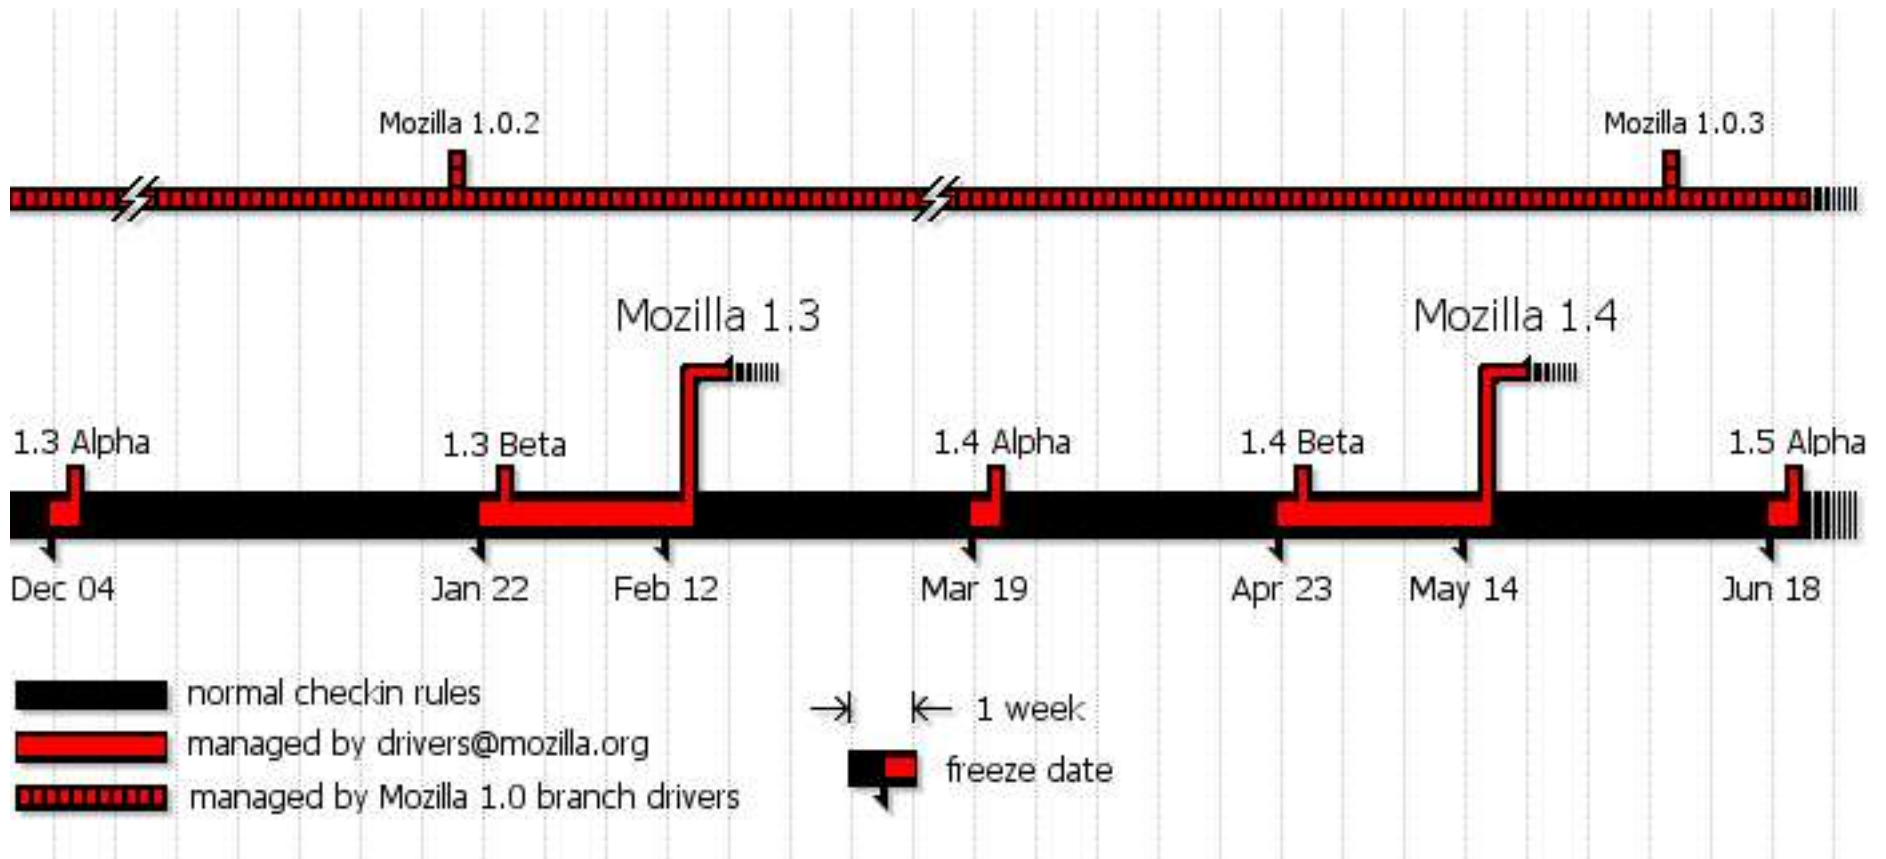 Mozilla 1.0.2
Mozilla 1.0.3
Mozilla 1.3
Mozilla 1.4
1.3 Alpha
1.3 Beta
1.4 Alpha
1.4 Beta
1.5 Alpha
Dec 04
Jan 22
Feb 12
Mar 19
Apr 23
May 14
Jun 18
normal checkin rules
managed by drivers@mozilla.org
managed by Mozilla 1.0 branch drivers
1 week
freeze date